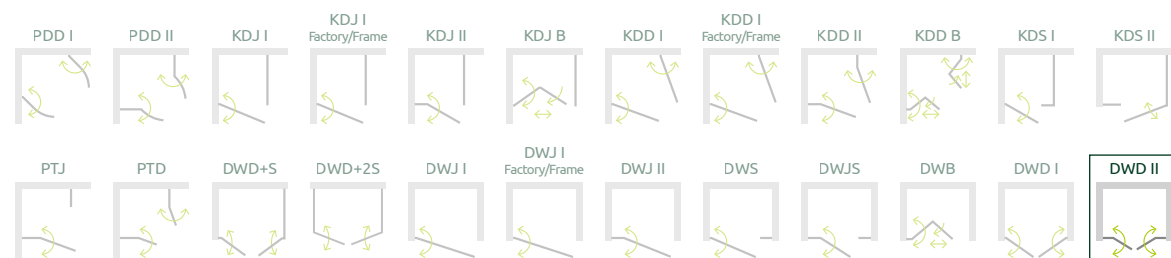 PDD I
PDD II
KDJ I
KDJ I
Factory/Frame
KDJ II
KDJ B
KDD I
KDD I
Factory/Frame
KDD II
KDD B
KDS I
KDS II
PTJ
PTD
DWD+S
DWD+2S
DWJ I
DWJ I
Factory/Frame
DWJ II
DWS
DWJS
DWB
DWD I
DWD II